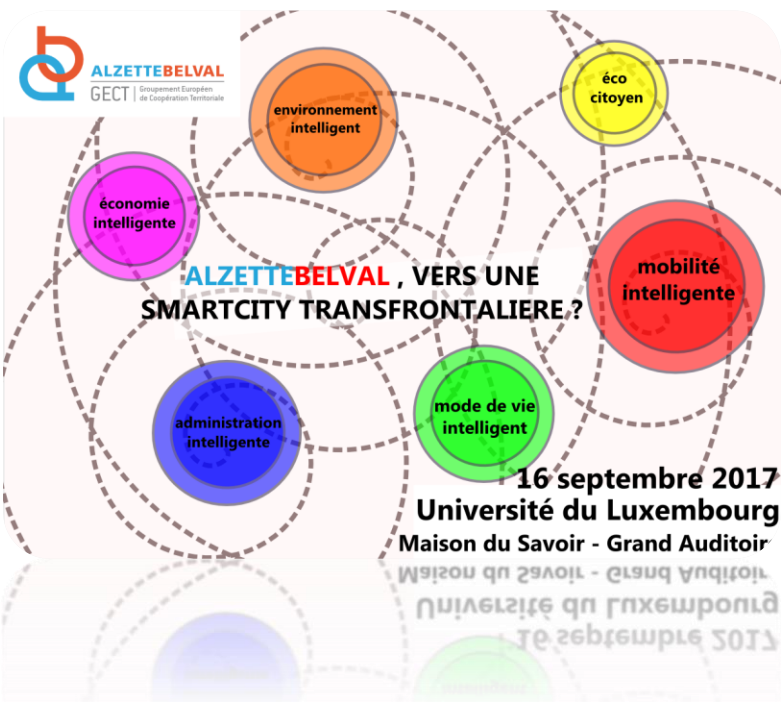 ALZETTEBELVAL
GECT | Groupement Européen
de Coopération Territoriale
environnement
intelligent
éco
citoyen
économie
intelligente
mobilité
intelligente
ALZETTEBELVAL , VERS UNE
SMARTCITY TRANSFRONTALIERE ?
administration
intelligente
mode de vie
intelligent
16 septembre 2017
Université du Luxembourg
Maison du Savoir - Grand Auditoir